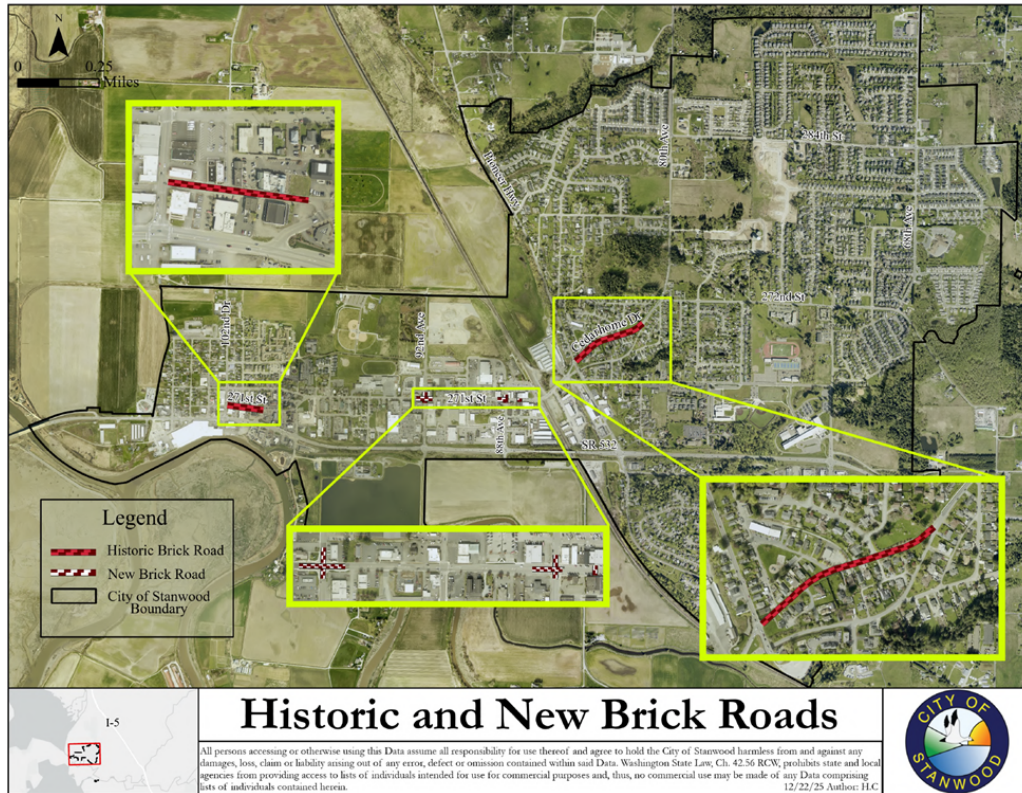 N
0 0.25
Miles
Pioneer Hwy
80th Ave
284th St
68th Ave
272nd St
102nd Dr
92nd Ave
Cedarhome Dr
271st St
271st St
88th Ave
SR 532
Legend
Historic Brick Road
New Brick Road
City of Stanwood
Boundary
I-5
Historic and New Brick Roads
All persons accessing or otherwise using this Data assume all responsibility for use thereof and agree to hold the City of Stanwood harmless from and against any
damages, loss, claim or liability arising out of any error, defect or omission contained within said Data. Washington State Law, Ch. 42.56 RCW, prohibits state and local
agencies from providing access to lists of individuals intended for use for commercial purposes and, thus, no commercial use may be made of any Data comprising
lists of individuals contained herein.
12/22/25 Author: H.C
CITY OF
STANWOOD